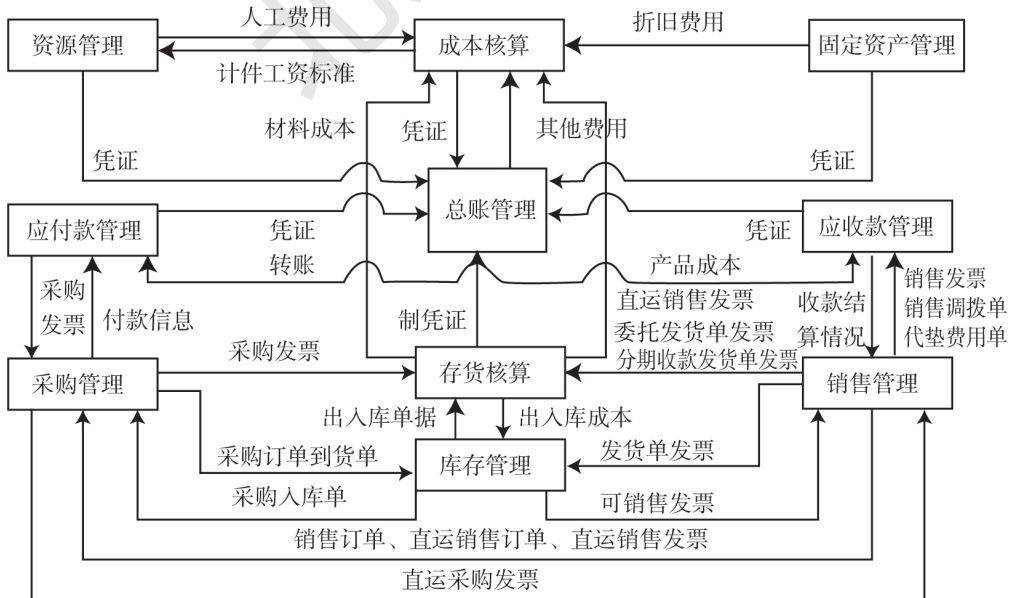 人工费用
折旧费用
资源管理
成本核算
固定资产管理
计件工资标准
材料成本
凭证
其他费用
凭证
凭证
总账管理
应付款管理
凭证
凭证
应收款管理
转账
产品成本
采购
发票
付款信息
制凭证
直运销售发票
委托发货单发票
分期收款发货单发票
收款结
算情况
销售发票
销售调拨单
代垫费用单
采购发票
采购管理
存货核算
销售管理
出入库单据
出入库成本
采购订单到货单
库存管理
发货单发票
采购入库单
可销售发票
销售订单、直运销售订单、直运销售发票
直运采购发票